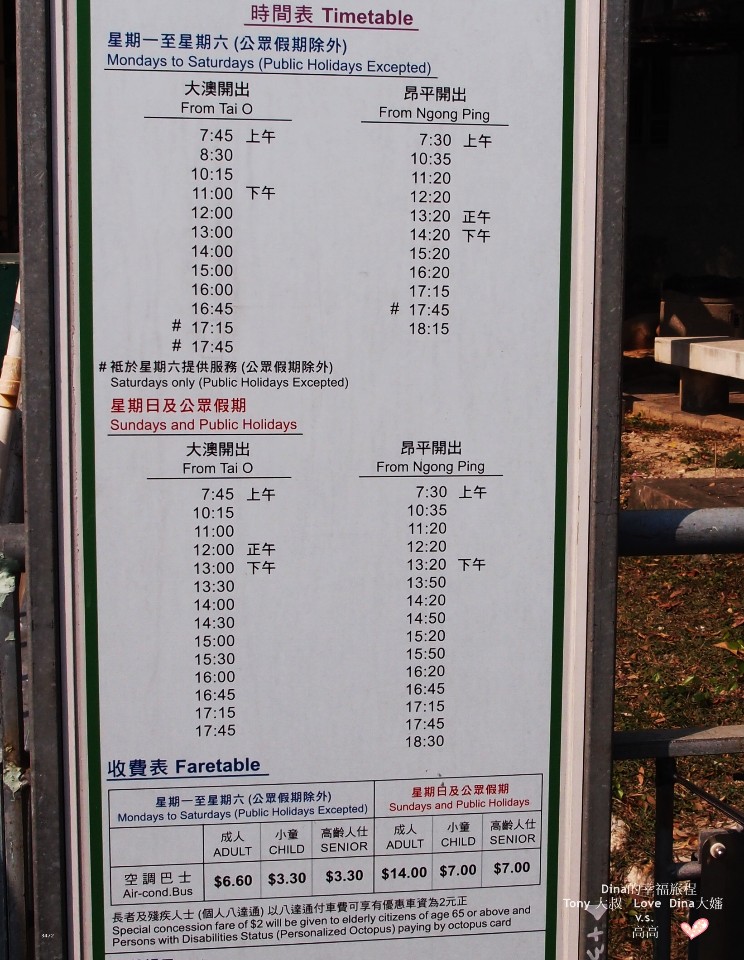 時間表 Timetable
星期一至星期六 (公眾假期除外)
Mondays to Saturdays (Public Holidays Excepted)
大澳開出
From Tai O
7:45 上午
8:30
10:15
11:00 下午
12:00
13:00
14:00
15:00
16:00
16:45
# 17:15
# 17:45
昂平開出
From Ngong Ping
7:30 上午
10:35
11:20
12:20
13:20 正午
14:20 下午
15:20
16:20
17:15
# 17:45
18:15
# 祗於星期六提供服務 (公眾假期除外)
Saturdays only (Public Holidays Excepted)
星期日及公眾假期
Sundays and Public Holidays
大澳開出
From Tai O
7:45 上午
10:15
11:00
12:00 正午
13:00 下午
13:30
14:00
14:30
15:00
15:30
16:00
16:45
17:15
17:45
昂平開出
From Ngong Ping
7:30 上午
10:35
11:20
12:20
13:20 下午
13:50
14:20
14:50
15:20
15:50
16:20
16:45
17:15
17:45
18:30
收費表 Faretable
星期一至星期六 (公眾假期除外)
Mondays to Saturdays (Public Holidays Excepted)
星期日及公眾假期
Sundays and Public Holidays
成人 小童 高齡人仕 成人 小童 高齡人仕
ADULT CHILD SENIOR ADULT CHILD SENIOR
空調巴士
Air-cond.Bus
$6.60 $3.30 $3.30 $14.00 $7.00 $7.00
長者及殘疾人士 (個人八達通) 以八達通付車費可享有優惠車資為2元正
Special concession fare of $2 will be given to elderly citizens of age 65 or above and
Persons with Disabilities Status (Personalized Octopus) paying by octopus card
Dina的幸福旅程
Tony 大叔 Love Dina大嬸
v.s.
高高